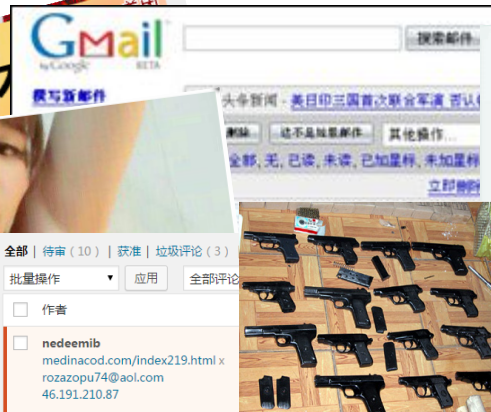 Gmail
by Google
BETA
搜索邮件
撰写新邮件
头条新闻 - 美日印三国首次联合军演 否认
删除
这不是垃圾邮件
其他操作...
全部, 无, 已读, 未读, 已加星标, 未加星标
立即删除
全部 | 待审（10） | 获准 | 垃圾评论（3）
批量操作
应用
全部评论
作者
nedeemib
medinacod.com/index219.html x
rozazopu74@aol.com
46.191.210.87